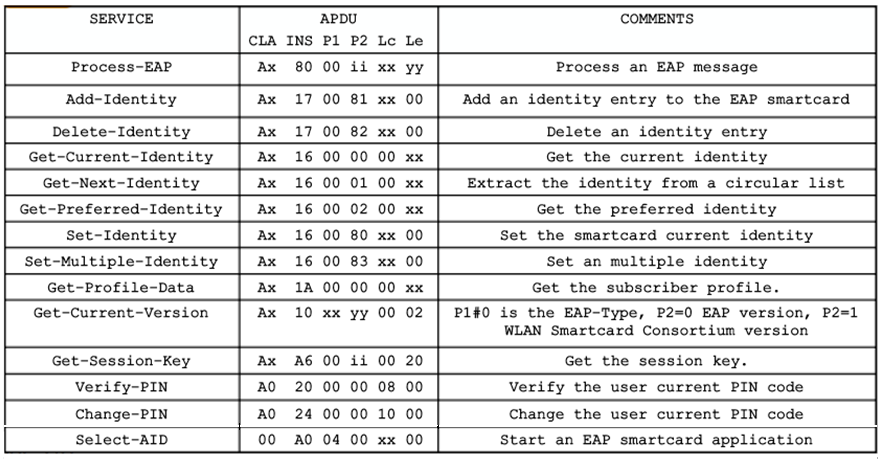 SERVICE APDU COMMENTS
CLA INS P1 P2 Lc Le
Process-EAP Ax 80 00 ii xx yy Process an EAP message
Add-Identity Ax 17 00 81 xx 00 Add an identity entry to the EAP smartcard
Delete-Identity Ax 17 00 82 xx 00 Delete an identity entry
Get-Current-Identity Ax 16 00 00 00 xx Get the current identity
Get-Next-Identity Ax 16 00 01 00 xx Extract the identity from a circular list
Get-Preferred-Identity Ax 16 00 02 00 xx Get the preferred identity
Set-Identity Ax 16 00 80 xx 00 Set the smartcard current identity
Set-Multiple-Identity Ax 16 00 83 xx 00 Set an multiple identity
Get-Profile-Data Ax 1A 00 00 00 xx Get the subscriber profile.
Get-Current-Version Ax 10 xx yy 00 02 P1#0 is the EAP-Type, P2=0 EAP version, P2=1
WLAN Smartcard Consortium version
Get-Session-Key Ax A6 00 ii 00 20 Get the session key.
Verify-PIN A0 20 00 00 08 00 Verify the user current PIN code
Change-PIN A0 24 00 00 10 00 Change the user current PIN code
Select-AID 00 A0 04 00 xx 00 Start an EAP smartcard application